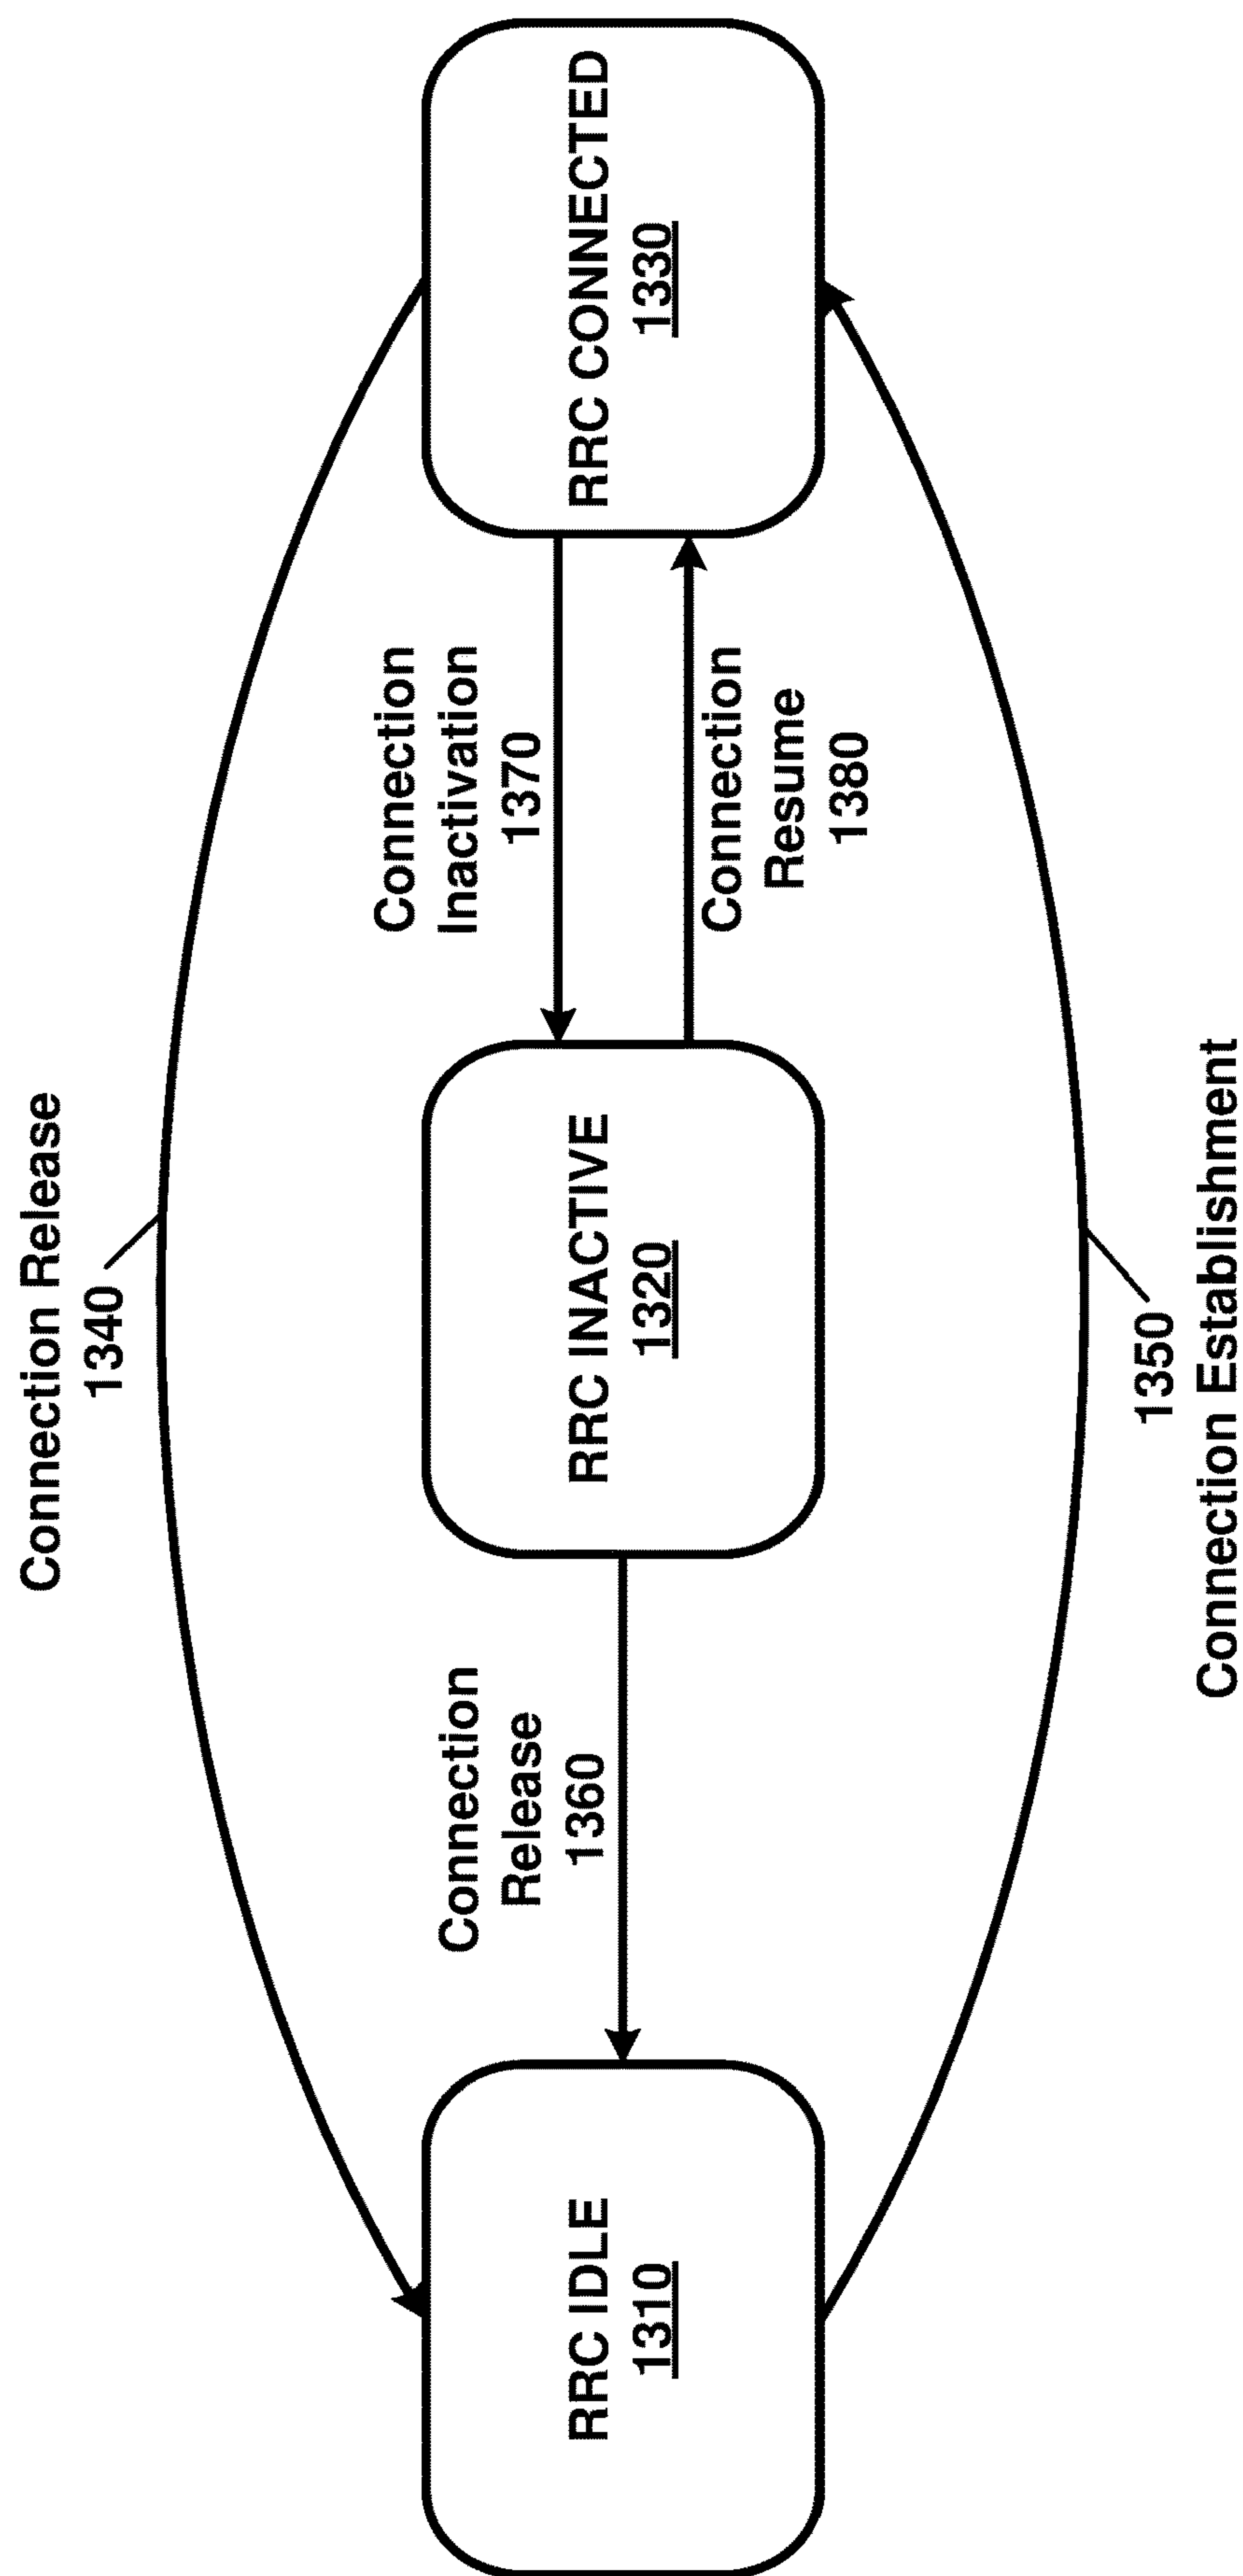 Connection Release
1340
Connection
Release
1360
Connection
Inactivation
1370
RRC IDLE
1310
RRC INACTIVE
1320
RRC CONNECTED
1330
Connection
Resume
1380
1350
Connection Establishment